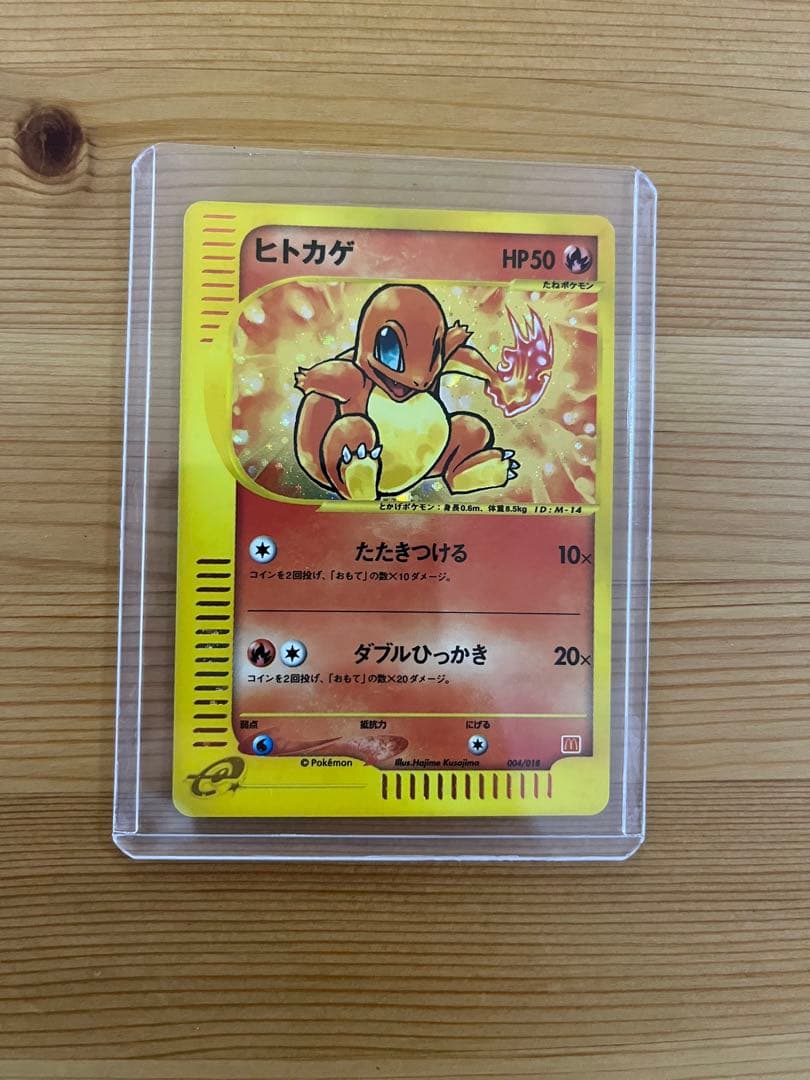 ヒトカゲ HP50
たねポケモン
とかげポケモン：身長0.6m、体重8.5kg ID:M-14
たたきつける 10×
コインを2回投げ、「おもて」の数×10ダメージ。
ダブルひっかき 20×
コインを2回投げ、「おもて」の数×20ダメージ。
弱点 抵抗力 にげる
©Pokémon Illus.Hajime Kusajima 004/018